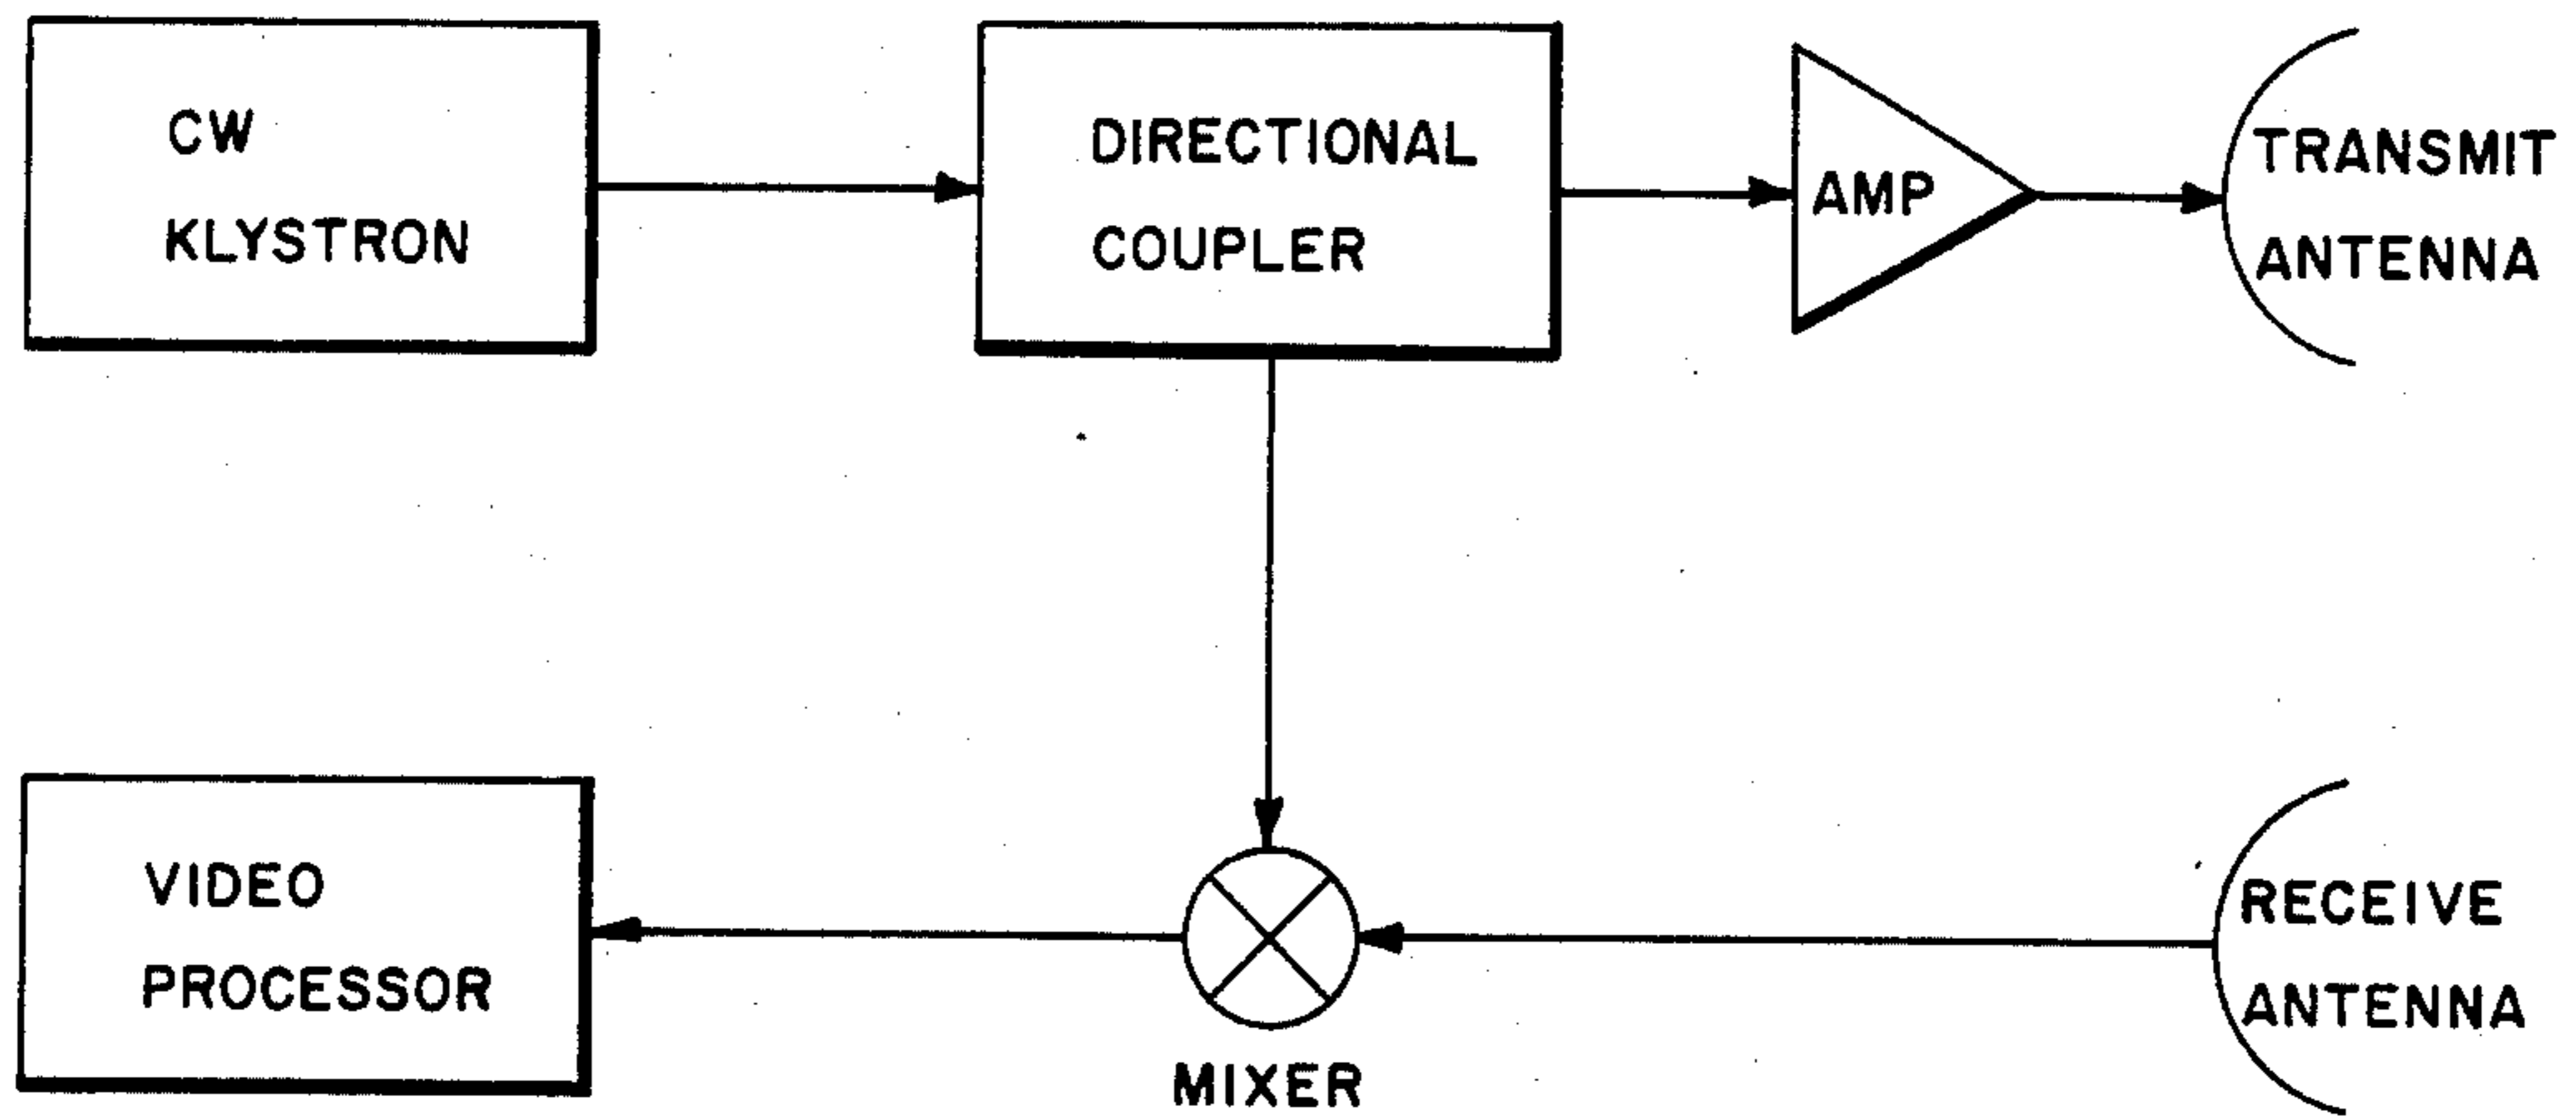 CW
KLYSTRON
DIRECTIONAL
COUPLER
AMP
TRANSMIT
ANTENNA
VIDEO
PROCESSOR
MIXER
RECEIVE
ANTENNA